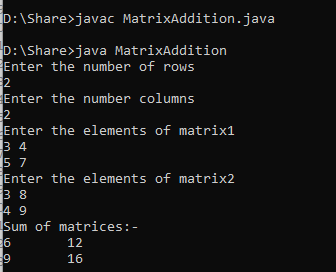 D:\Share>javac MatrixAddition.java
D:\Share>java MatrixAddition
Enter the number of rows
2
Enter the number columns
2
Enter the elements of matrix1
3 4
5 7
Enter the elements of matrix2
3 8
4 9
Sum of matrices:-
6 12
9 16